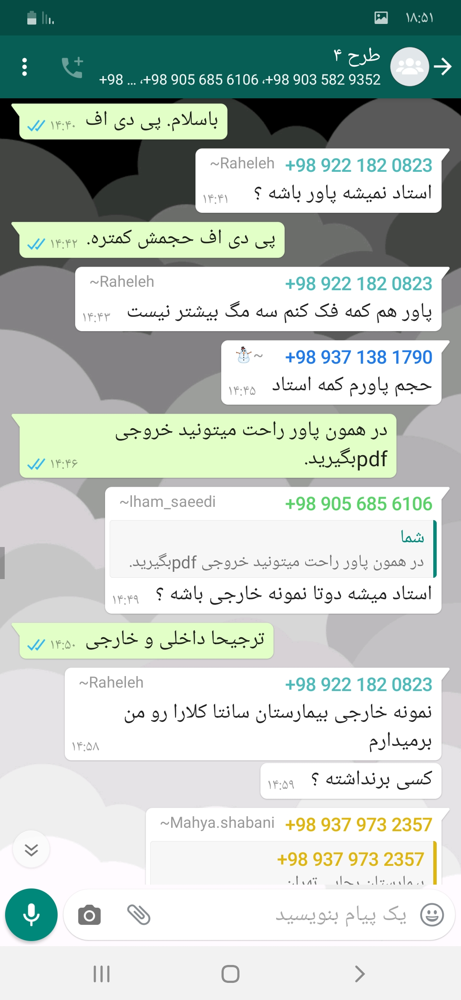 ۱۸:۵۱
طرح ۴
+98 903 582 9352، +98 905 685 6106، +98 ...
باسلام. پی دی اف ۱۴:۴۰
+98 922 182 0823 ~Raheleh
استاد نمیشه پاور باشه ؟ ۱۴:۴۱
پی دی اف حجمش کمتره. ۱۴:۴۲
+98 922 182 0823 ~Raheleh
پاور هم کمه فک کنم سه مگ بیشتر نیست ۱۴:۴۳
+98 937 138 1790 ~⛄
حجم پاورم کمه استاد ۱۴:۴۵
در همون پاور راحت میتونید خروجی
pdfبگیرید. ۱۴:۴۶
+98 905 685 6106 ~lham_saeedi
شما
در همون پاور راحت میتونید خروجی pdfبگیرید.
استاد میشه دوتا نمونه خارجی باشه ؟ ۱۴:۴۹
ترجیحا داخلی و خارجی ۱۴:۵۰
+98 922 182 0823 ~Raheleh
نمونه خارجی بیمارستان سانتا کلارا رو من
برمیدارم ۱۴:۵۸
کسی برنداشته ؟ ۱۴:۵۹
+98 937 973 2357 ~Mahya.shabani
+98 937 973 2357
یک پیام بنویسید